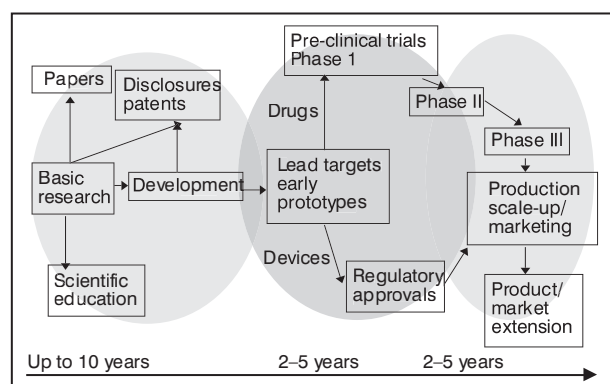 Pre-clinical trials
Phase 1
Papers
Disclosures
patents
Phase II
Drugs
Phase III
Basic
research
Development
Lead targets
early
prototypes
Production
scale-up/
marketing
Devices
Scientific
education
Regulatory
approvals
Product/
market
extension
Up to 10 years
2–5 years
2–5 years